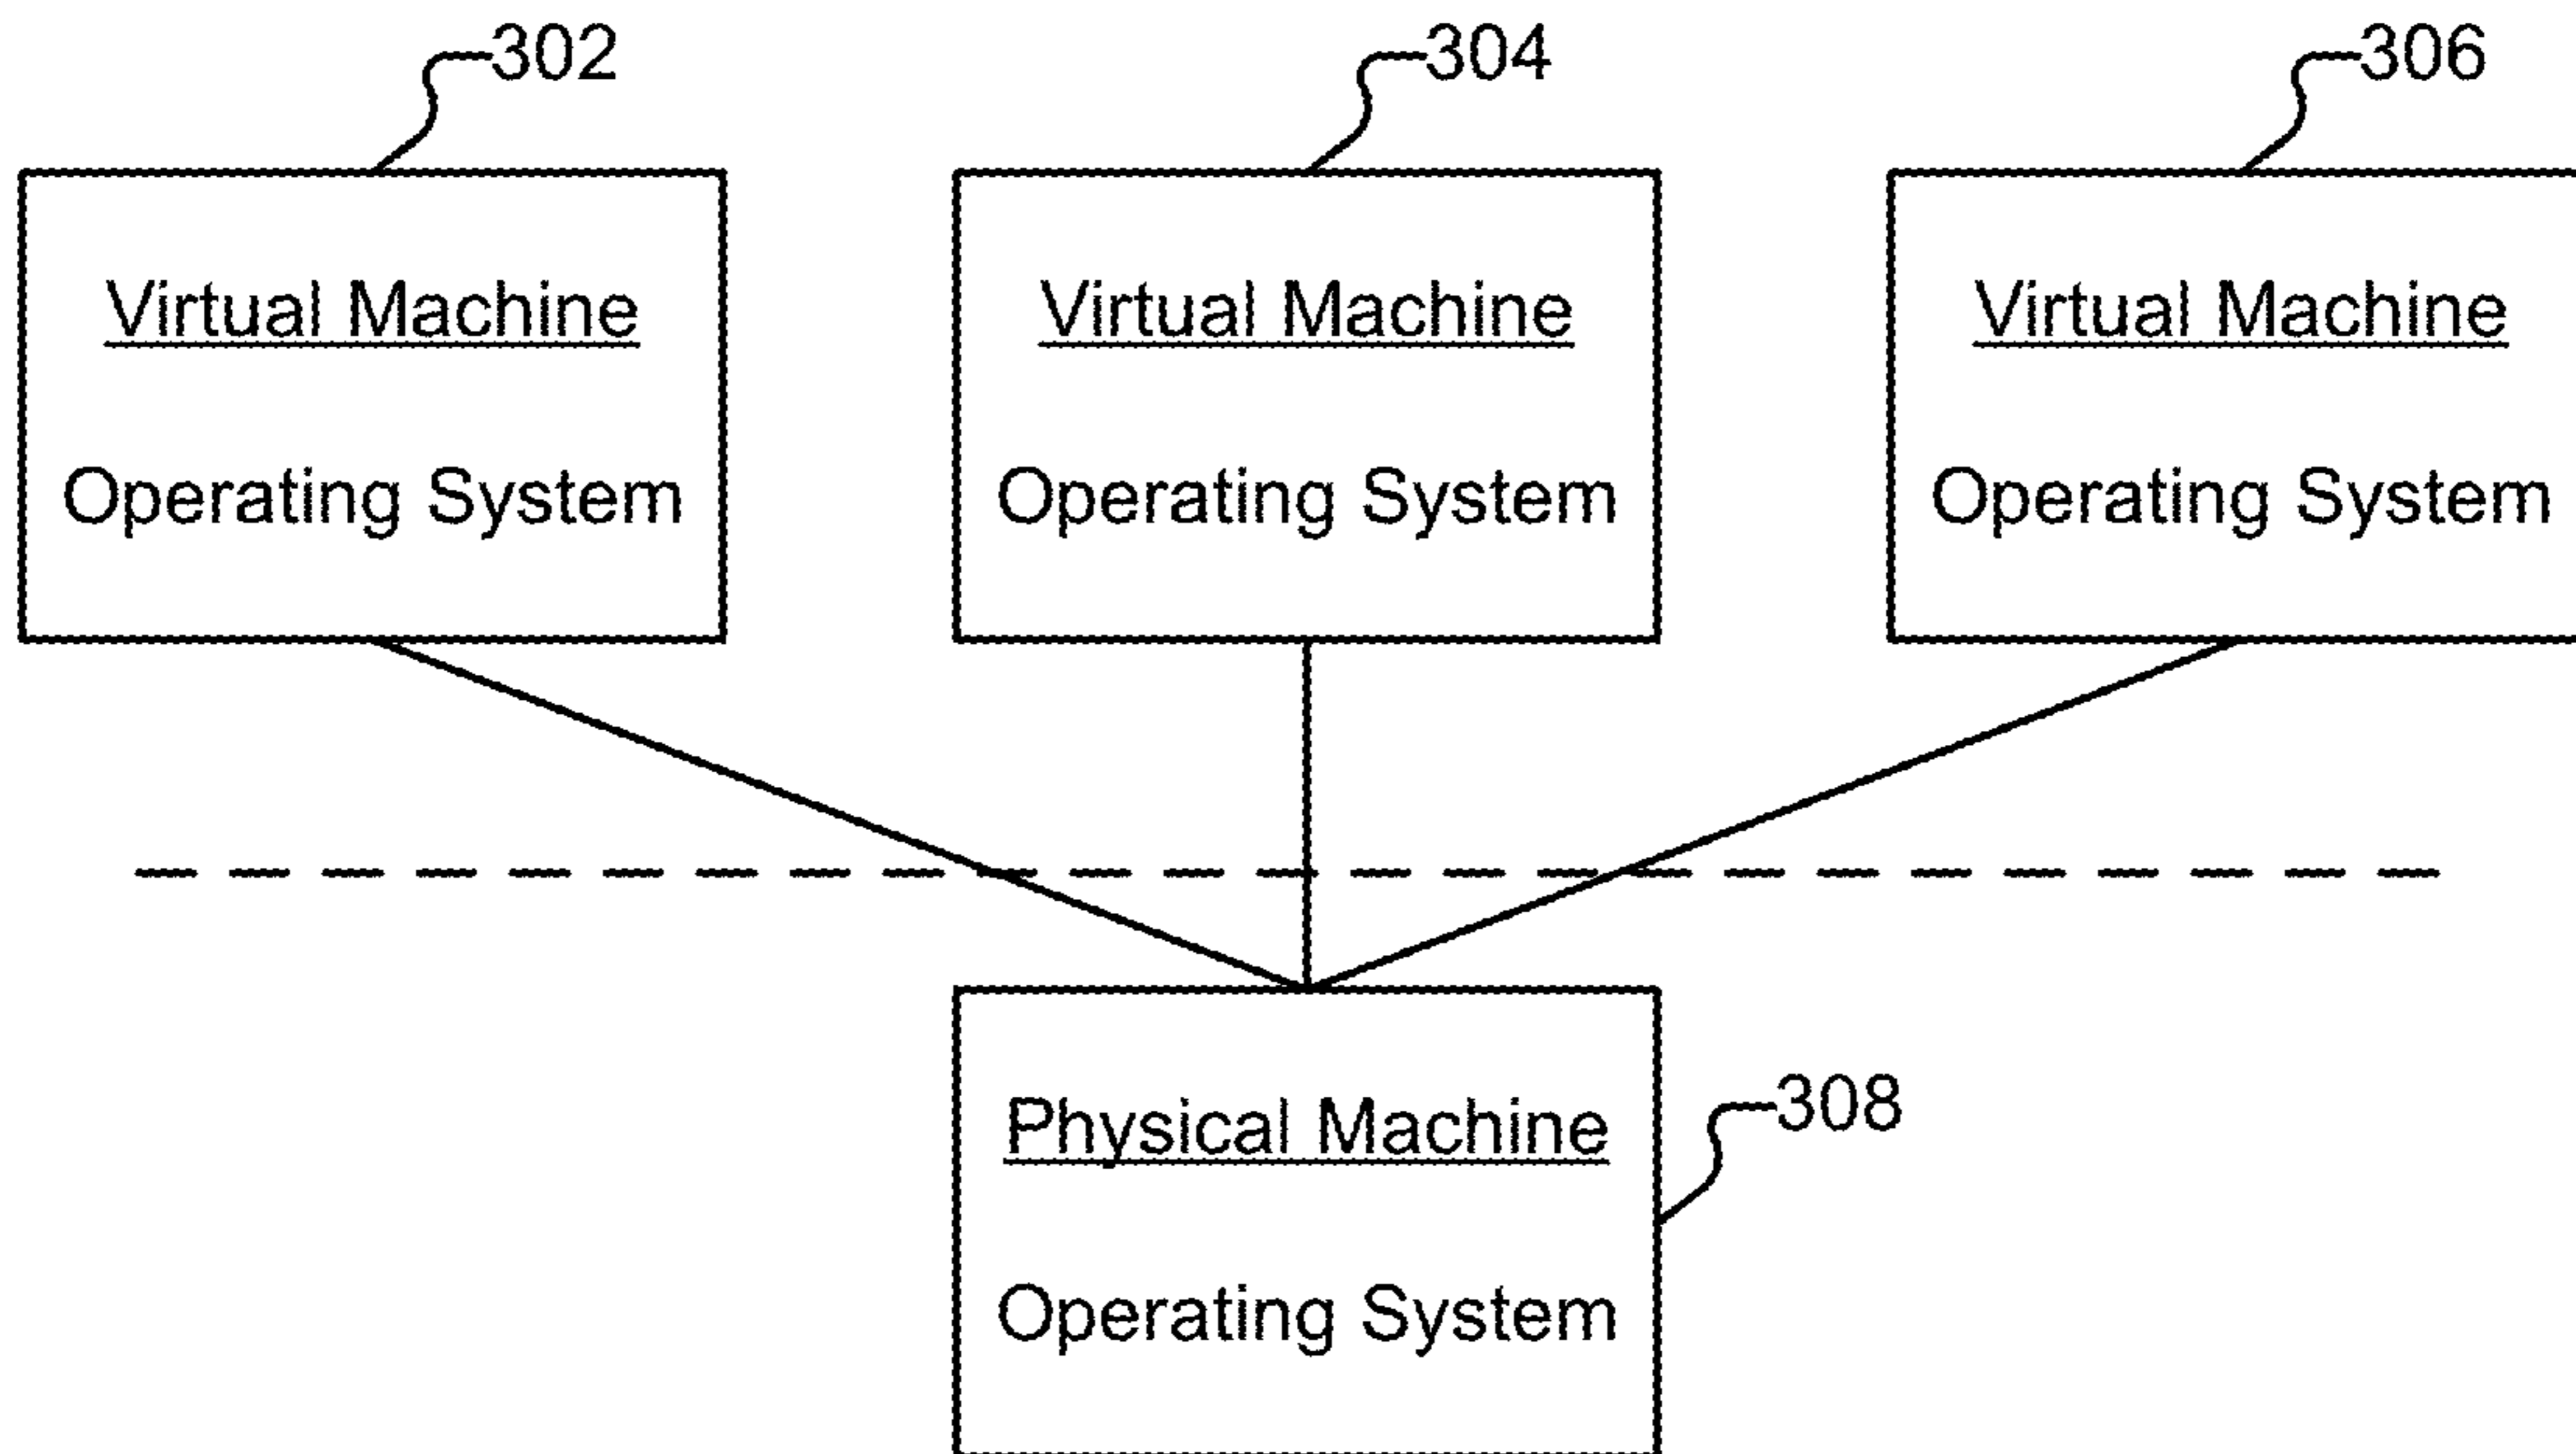 302
304
306
Virtual Machine
Operating System
Virtual Machine
Operating System
Virtual Machine
Operating System
Physical Machine
Operating System
308